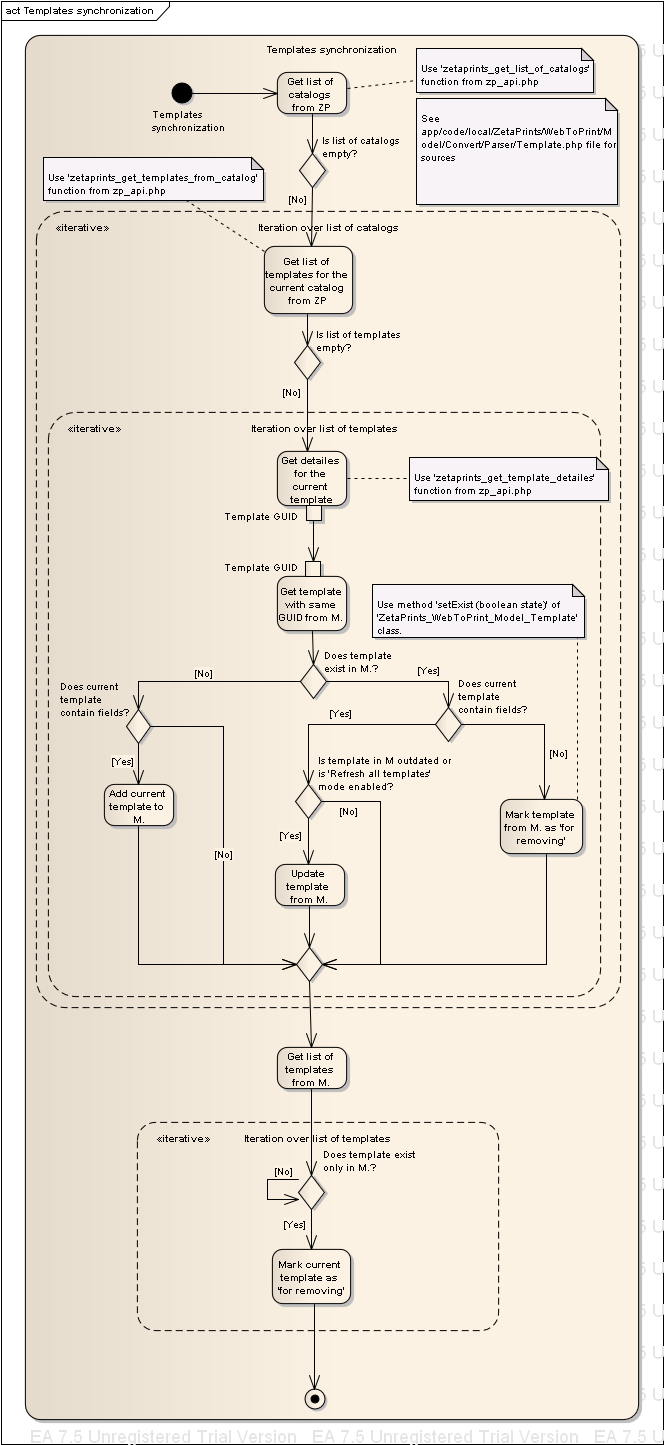 act Templates synchronization
Templates synchronization
Templates
synchronization
Get list of
catalogs
from ZP
Use 'zetaprints_get_list_of_catalogs'
function from zp_api.php
See
app/code/local/ZetaPrints/WebToPrint/M
odel/Convert/Parser/Template.php file for
sources
Is list of catalogs
empty?
Use 'zetaprints_get_templates_from_catalog'
function from zp_api.php
[No]
«iterative»
Iteration over list of catalogs
Get list of
templates for the
current catalog
from ZP
Is list of templates
empty?
[No]
«iterative»
Iteration over list of templates
Get detailes
for the
current
template
Use 'zetaprints_get_template_detailes'
function from zp_api.php
Template GUID
Template GUID
Get template
with same
GUID from M.
Use method 'setExist (boolean state)' of
'ZetaPrints_WebToPrint_Model_Template'
class.
Does template
exist in M.?
[No]
[Yes]
Does current
template
contain fields?
Does current
template
contain fields?
[Yes]
[No]
[Yes]
Is template in M outdated or
is 'Refresh all templates'
mode enabled?
Add current
template to
M.
[No]
Mark template
from M. as 'for
removing'
[Yes]
[No]
Update
template
from M.
Get list of
templates
from M.
«iterative»
Iteration over list of templates
Does template exist
only in M.?
[No]
[Yes]
Mark current
template as
'for removing'
EA 7.5 Unregistered Trial Version EA 7.5 Unregistered Trial Version EA 7.5 U